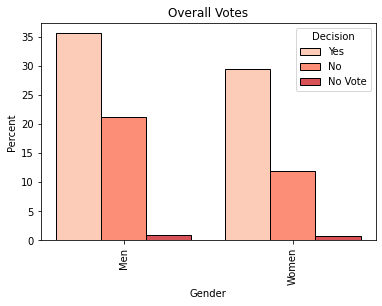 Overall Votes
Decision
Yes
No
No Vote
Percent
35
30
25
20
15
10
5
0
Men
Women
Gender